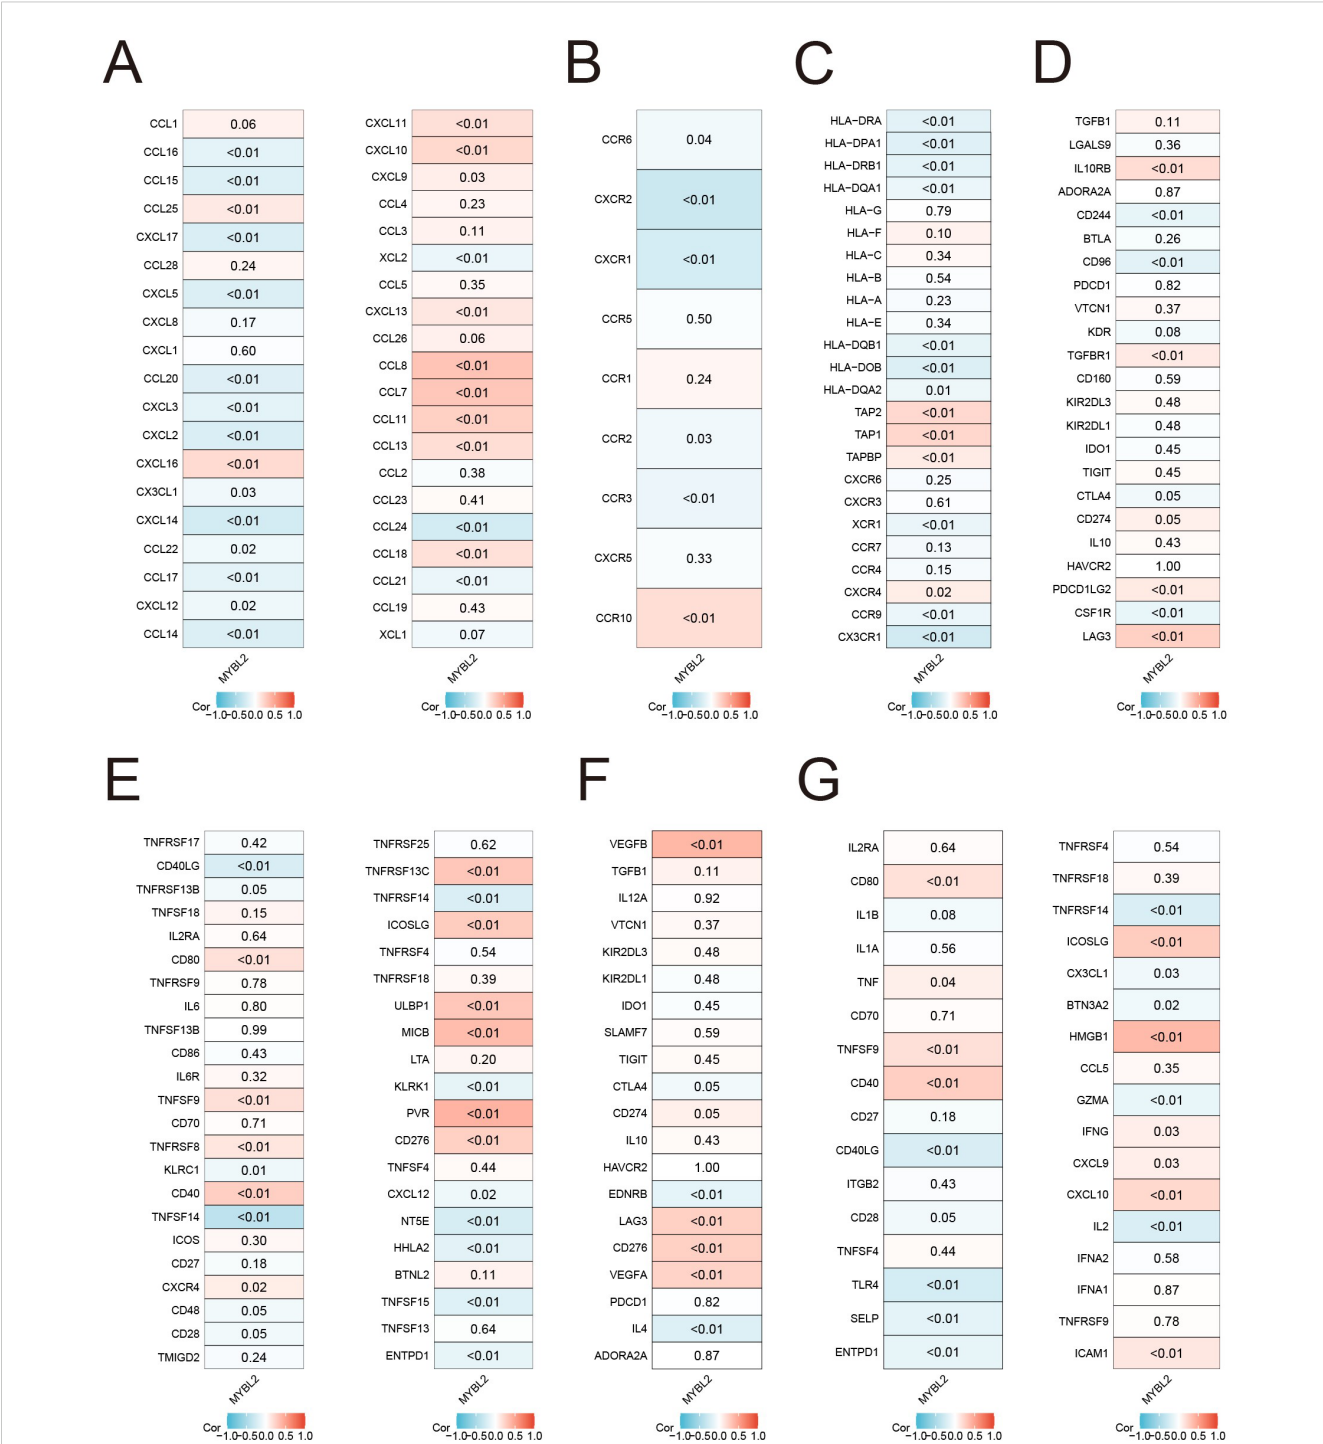 A
CCL1 0.06
CCL16 <0.01
CCL15 <0.01
CCL25 <0.01
CXCL17 <0.01
CCL28 0.24
CXCL5 <0.01
CXCL8 0.17
CXCL1 0.60
CCL20 <0.01
CXCL3 <0.01
CXCL2 <0.01
CXCL16 <0.01
CX3CL1 0.03
CXCL14 <0.01
CCL22 0.02
CCL17 <0.01
CXCL12 0.02
CCL14 <0.01
MYBL2
Cor
−1.0−0.50.0 0.5 1.0
CXCL11 <0.01
CXCL10 <0.01
CXCL9 0.03
CCL4 0.23
CCL3 0.11
XCL2 <0.01
CCL5 0.35
CXCL13 <0.01
CCL26 0.06
CCL8 <0.01
CCL7 <0.01
CCL11 <0.01
CCL13 <0.01
CCL2 0.38
CCL23 0.41
CCL24 <0.01
CCL18 <0.01
CCL21 <0.01
CCL19 0.43
XCL1 0.07
MYBL2
Cor
−1.0−0.50.0 0.5 1.0
B
CCR6 0.04
CXCR2 <0.01
CXCR1 <0.01
CCR5 0.50
CCR1 0.24
CCR2 0.03
CCR3 <0.01
CXCR5 0.33
CCR10 <0.01
MYBL2
Cor
−1.0−0.50.0 0.5 1.0
C
HLA−DRA <0.01
HLA−DPA1 <0.01
HLA−DRB1 <0.01
HLA−DQA1 <0.01
HLA−G 0.79
HLA−F 0.10
HLA−C 0.34
HLA−B 0.54
HLA−A 0.23
HLA−E 0.34
HLA−DQB1 <0.01
HLA−DOB <0.01
HLA−DQA2 0.01
TAP2 <0.01
TAP1 <0.01
TAPBP <0.01
CXCR6 0.25
CXCR3 0.61
XCR1 <0.01
CCR7 0.13
CCR4 0.15
CXCR4 0.02
CCR9 <0.01
CX3CR1 <0.01
MYBL2
Cor
−1.0−0.50.0 0.5 1.0
D
TGFB1 0.11
LGALS9 0.36
IL10RB <0.01
ADORA2A 0.87
CD244 <0.01
BTLA 0.26
CD96 <0.01
PDCD1 0.82
VTCN1 0.37
KDR 0.08
TGFBR1 <0.01
CD160 0.59
KIR2DL3 0.48
KIR2DL1 0.48
IDO1 0.45
TIGIT 0.45
CTLA4 0.05
CD274 0.05
IL10 0.43
HAVCR2 1.00
PDCD1LG2 <0.01
CSF1R <0.01
LAG3 <0.01
MYBL2
Cor
−1.0−0.50.0 0.5 1.0
E
TNFRSF17 0.42
CD40LG <0.01
TNFRSF13B 0.05
TNFSF18 0.15
IL2RA 0.64
CD80 <0.01
TNFRSF9 0.78
IL6 0.80
TNFSF13B 0.99
CD86 0.43
IL6R 0.32
TNFSF9 <0.01
CD70 0.71
TNFRSF8 <0.01
KLRC1 0.01
CD40 <0.01
TNFSF14 <0.01
ICOS 0.30
CD27 0.18
CXCR4 0.02
CD48 0.05
CD28 0.05
TMIGD2 0.24
MYBL2
Cor
−1.0−0.50.0 0.5 1.0
TNFRSF25 0.62
TNFRSF13C <0.01
TNFRSF14 <0.01
ICOSLG <0.01
TNFRSF4 0.54
TNFRSF18 0.39
ULBP1 <0.01
MICB <0.01
LTA 0.20
KLRK1 <0.01
PVR <0.01
CD276 <0.01
TNFSF4 0.44
CXCL12 0.02
NT5E <0.01
HHLA2 <0.01
BTNL2 0.11
TNFSF15 <0.01
TNFSF13 0.64
ENTPD1 <0.01
MYBL2
Cor
−1.0−0.50.0 0.5 1.0
F
VEGFB <0.01
TGFB1 0.11
IL12A 0.92
VTCN1 0.37
KIR2DL3 0.48
KIR2DL1 0.48
IDO1 0.45
SLAMF7 0.59
TIGIT 0.45
CTLA4 0.05
CD274 0.05
IL10 0.43
HAVCR2 1.00
EDNRB <0.01
LAG3 <0.01
CD276 <0.01
VEGFA <0.01
PDCD1 0.82
IL4 <0.01
ADORA2A 0.87
MYBL2
Cor
−1.0−0.50.0 0.5 1.0
G
IL2RA 0.64
CD80 <0.01
IL1B 0.08
IL1A 0.56
TNF 0.04
CD70 0.71
TNFSF9 <0.01
CD40 <0.01
CD27 0.18
CD40LG <0.01
ITGB2 0.43
CD28 0.05
TNFSF4 0.44
TLR4 <0.01
SELP <0.01
ENTPD1 <0.01
MYBL2
Cor
−1.0−0.50.0 0.5 1.0
TNFRSF4 0.54
TNFRSF18 0.39
TNFRSF14 <0.01
ICOSLG <0.01
CX3CL1 0.03
BTN3A2 0.02
HMGB1 <0.01
CCL5 0.35
GZMA <0.01
IFNG 0.03
CXCL9 0.03
CXCL10 <0.01
IL2 <0.01
IFNA2 0.58
IFNA1 0.87
TNFRSF9 0.78
ICAM1 <0.01
MYBL2
Cor
−1.0−0.50.0 0.5 1.0